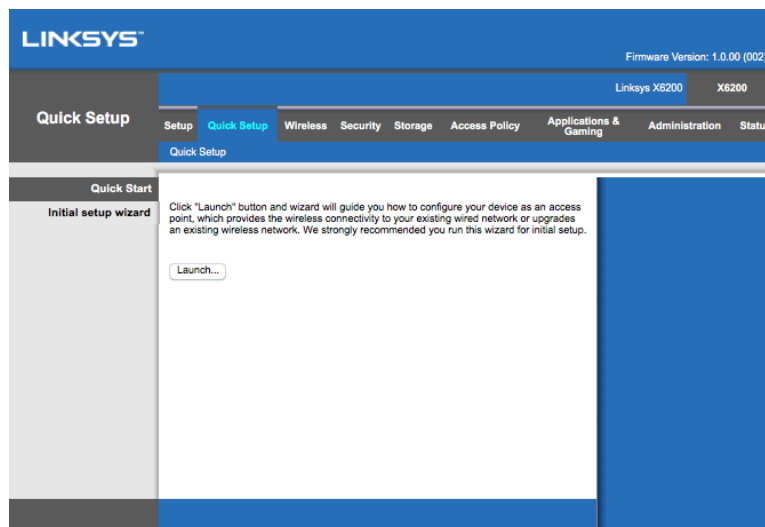 LINKSYS™
Firmware Version: 1.0.00 (002)
Linksys X6200 X6200
Quick Setup
Setup Quick Setup Wireless Security Storage Access Policy Applications & Gaming Administration Statu
Quick Setup
Quick Start
Initial setup wizard
Click "Launch" button and wizard will guide you how to configure your device as an access
point, which provides the wireless connectivity to your existing wired network or upgrades
an existing wireless network. We strongly recommended you run this wizard for initial setup.
Launch...